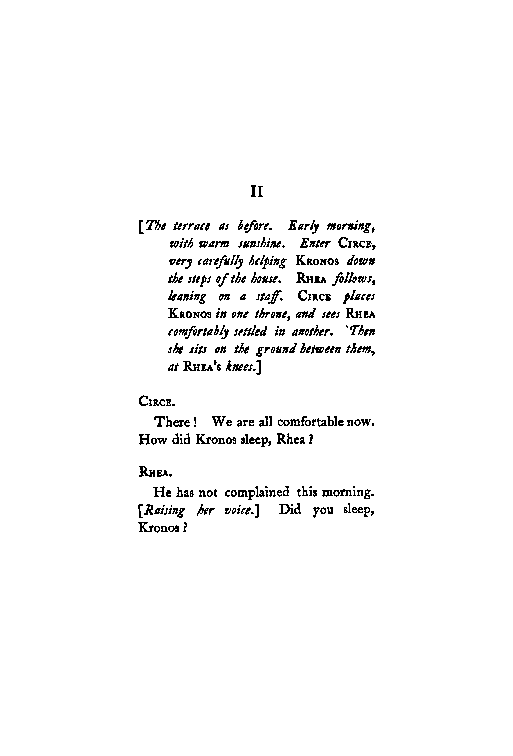 II
[The terrace as before. Early morning,
with warm sunshine. Enter Circe,
very carefully helping Kronos down
the steps of the house. Rhea follows,
leaning on a staff. Circe places
Kronos in one throne, and sees Rhea
comfortably settled in another. Then
she sits on the ground between them,
at Rhea's knees.]
Circe.
There! We are all comfortable now.
How did Kronos sleep, Rhea?
Rhea.
He has not complained this morning.
[Raising her voice.] Did you sleep,
Kronos?